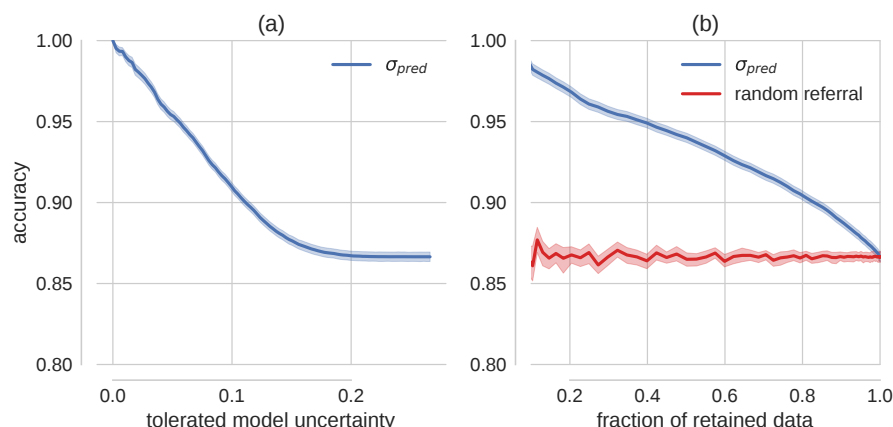 (a)
(b)
1.00
0.95
0.90
0.85
0.80
accuracy
σpred
0.0 0.1 0.2
tolerated model uncertainty
1.00
0.95
0.90
0.85
0.80
σpred
random referral
0.2 0.4 0.6 0.8 1.0
fraction of retained data